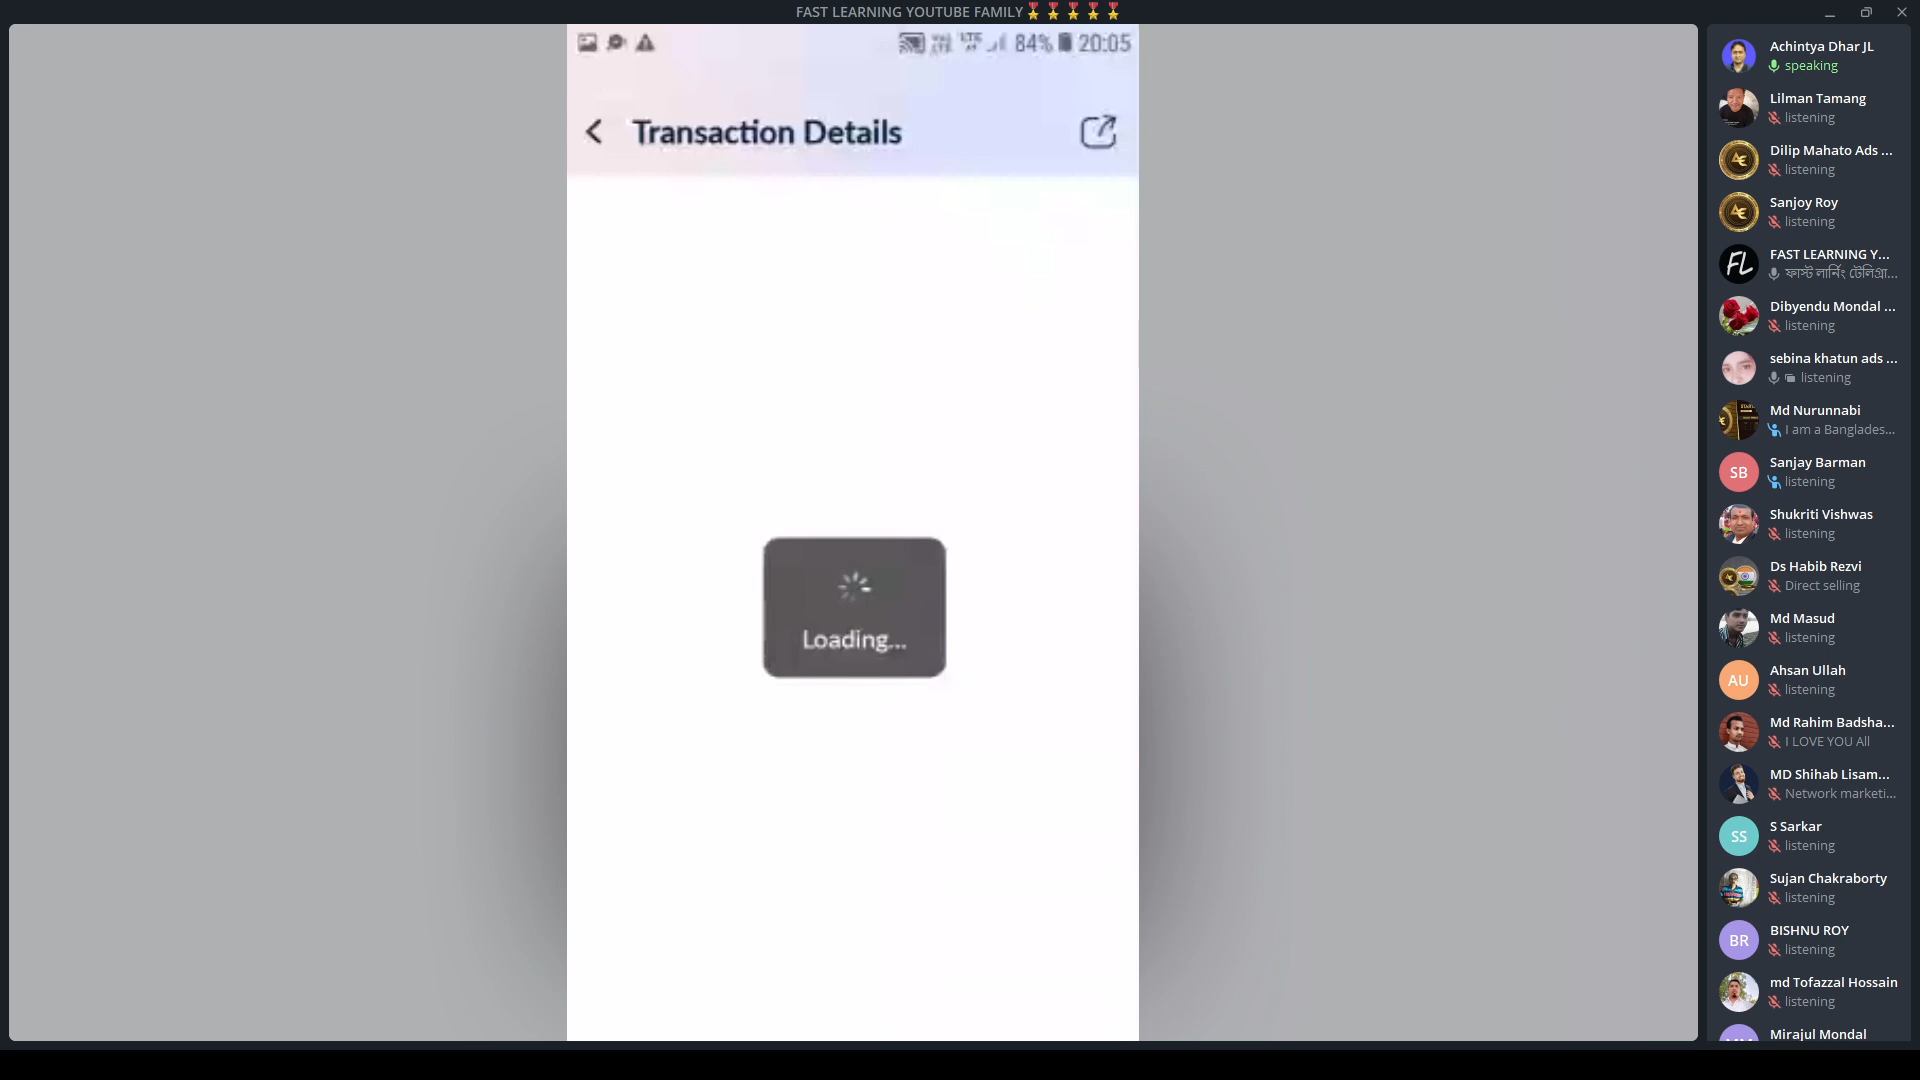 FAST LEARNING YOUTUBE FAMILY
84% 20:05
Transaction Details
Loading...
Achintya Dhar JL
speaking
Lilman Tamang
listening
Dilip Mahato Ads ...
listening
Sanjoy Roy
listening
FL
FAST LEARNING Y...
ফাস্ট লার্নিং টেলিগ্রা...
Dibyendu Mondal ...
listening
sebina khatun ads ...
listening
Md Nurunnabi
I am a Banglades...
SB
Sanjay Barman
listening
Shukriti Vishwas
listening
Ds Habib Rezvi
Direct selling
Md Masud
listening
AU
Ahsan Ullah
listening
Md Rahim Badsha...
I LOVE YOU All
MD Shihab Lisam...
Network marketi...
SS
S Sarkar
listening
Sujan Chakraborty
listening
BR
BISHNU ROY
listening
md Tofazzal Hossain
listening
Mirajul Mondal